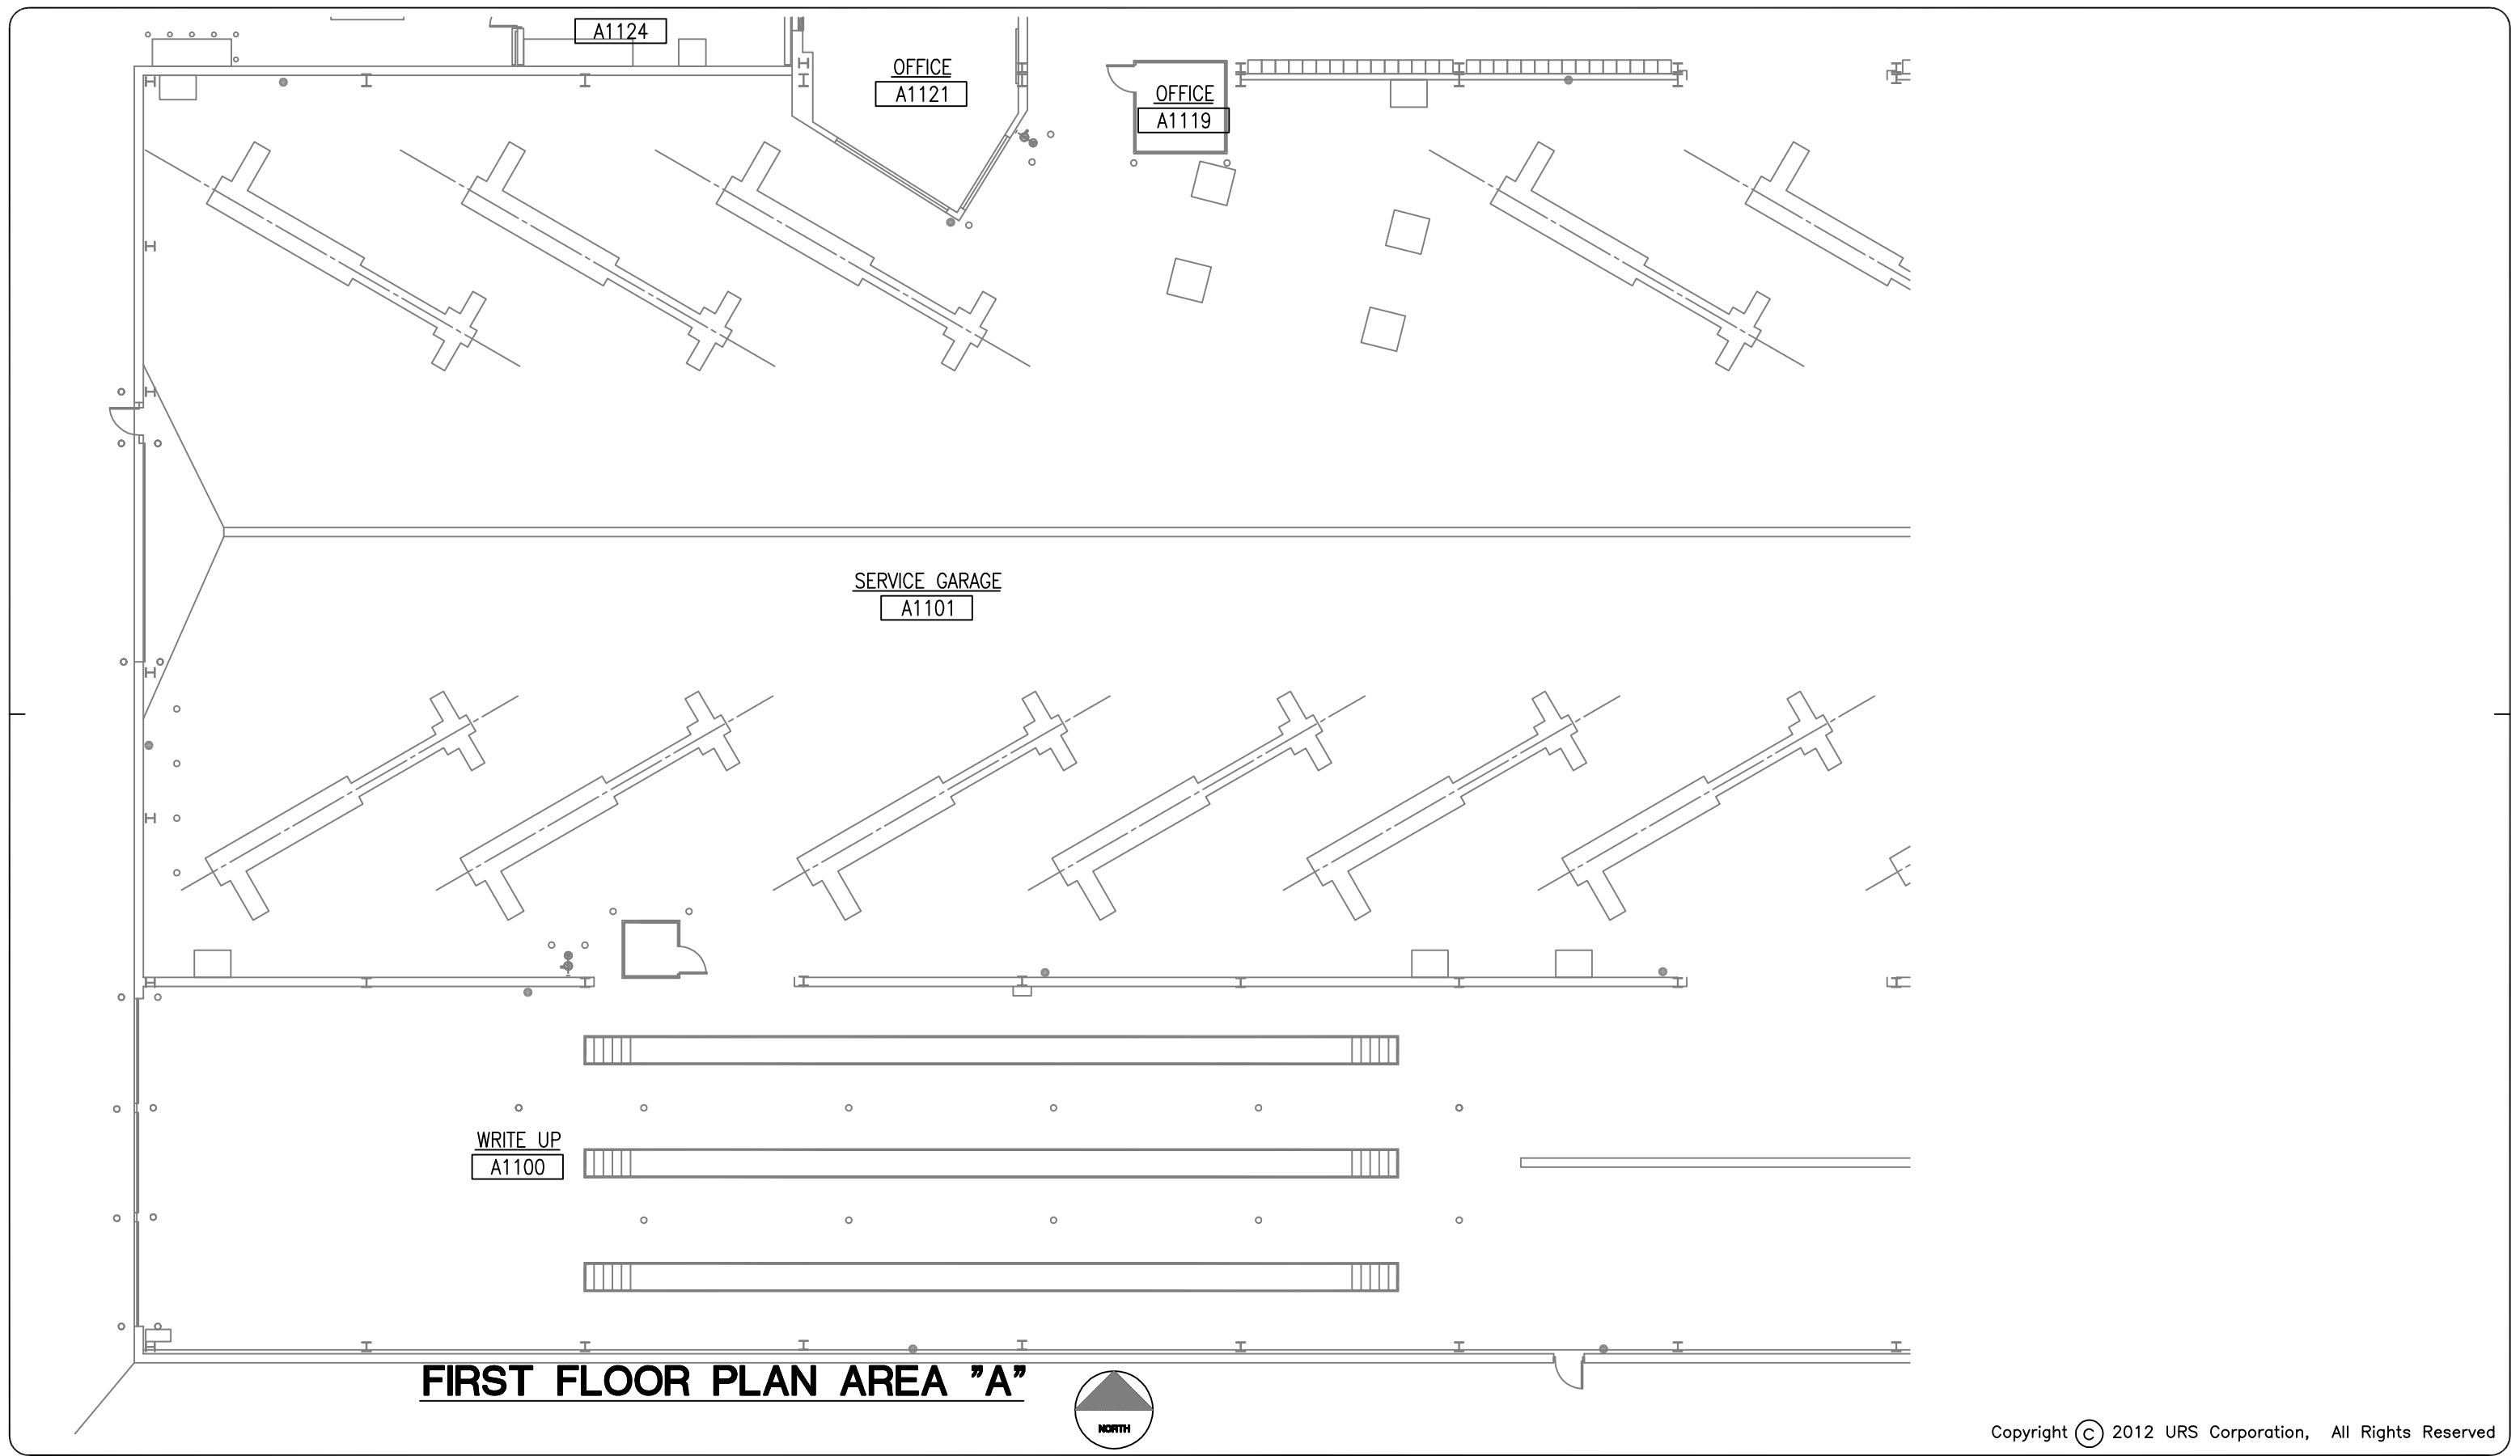 A1124
OFFICE
A1121
OFFICE
A1119
SERVICE GARAGE
A1101
WRITE UP
A1100
FIRST FLOOR PLAN AREA "A"
NORTH
Copyright © 2012 URS Corporation, All Rights Reserved